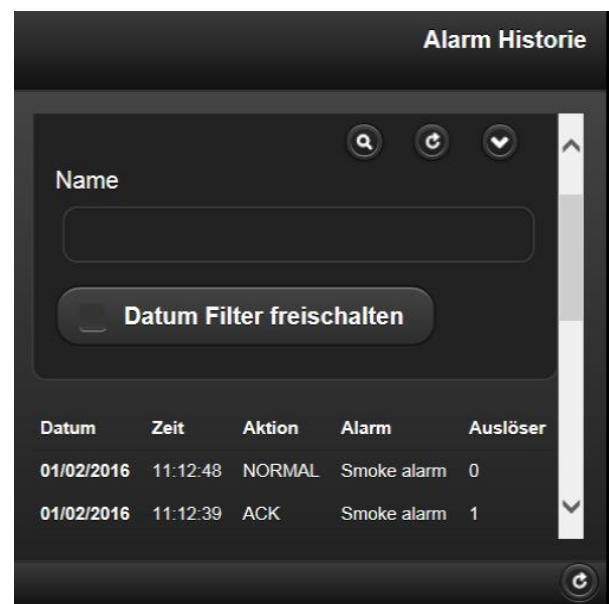 Alarm Historie
Name
Datum Filter freischalten
Datum Zeit Aktion Alarm Auslöser
01/02/2016 11:12:48 NORMAL Smoke alarm 0
01/02/2016 11:12:39 ACK Smoke alarm 1